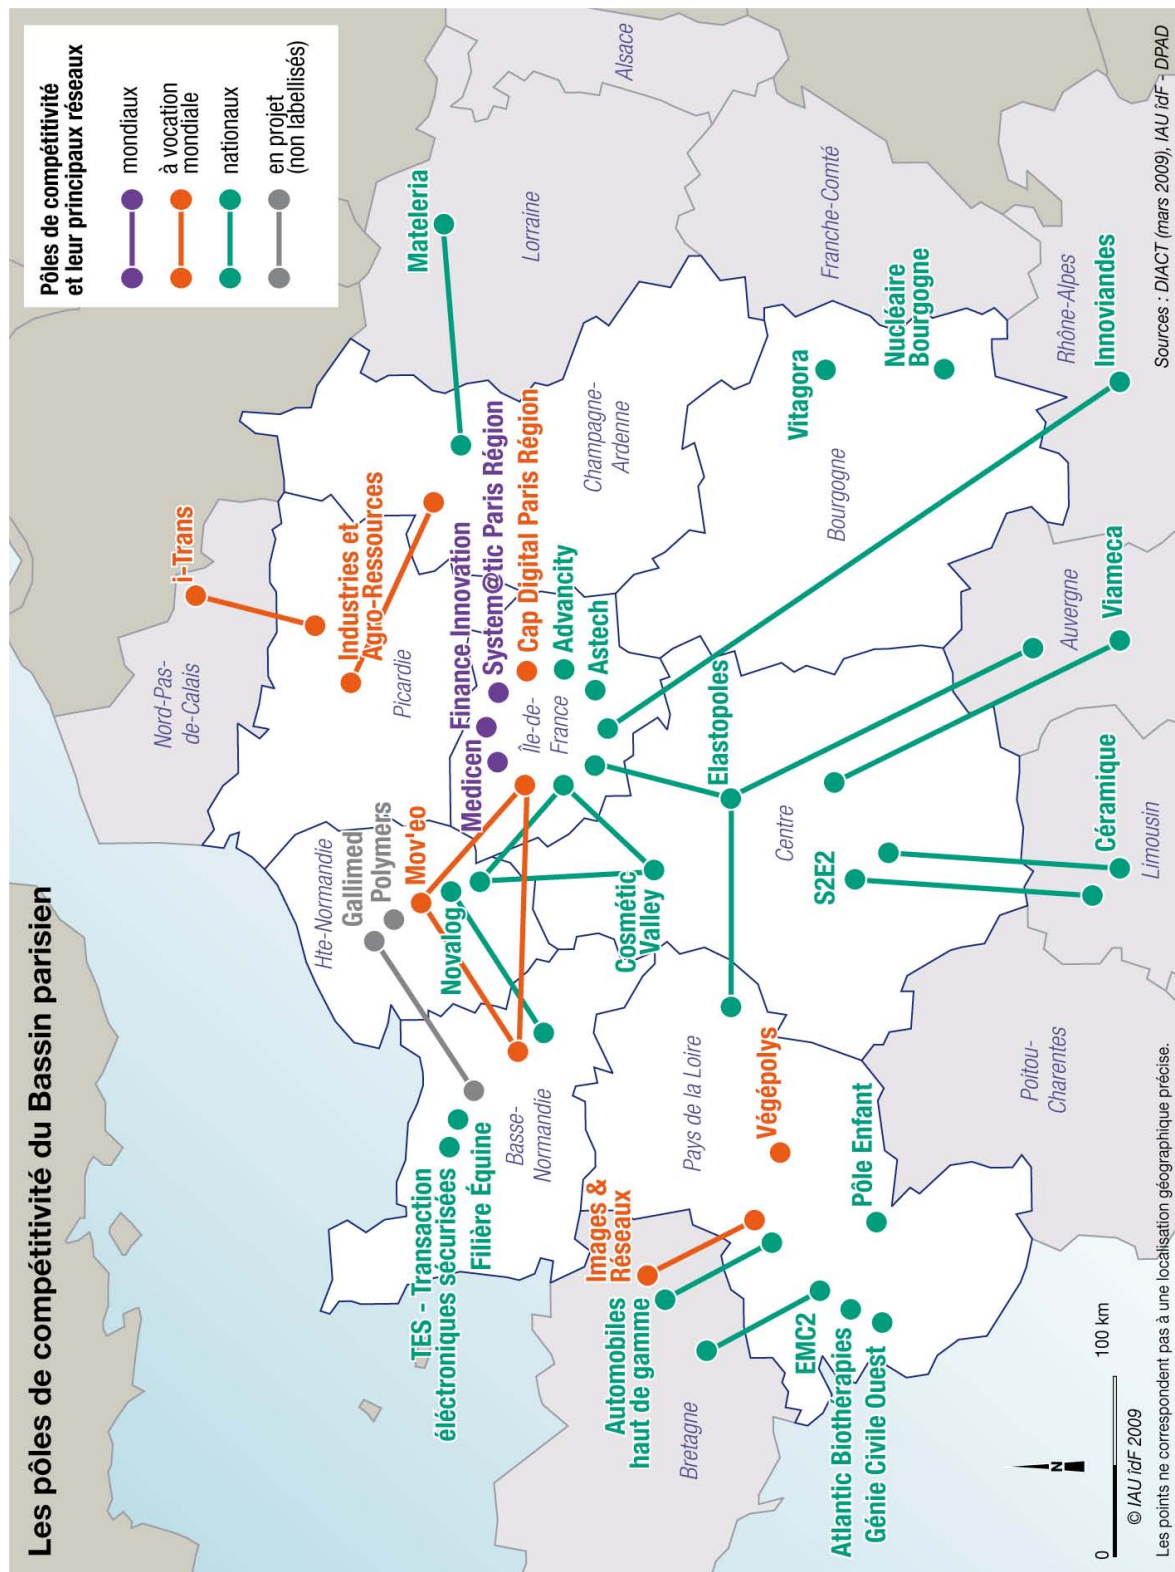 Les pôles de compétitivité du Bassin parisien
Pôles de compétitivité
et leur principaux réseaux
mondiaux
à vocation
mondiale
nationaux
en projet
(non labellisés)
Nord-Pas-
de-Calais
i-Trans
Picardie
Industries et
Agro-Ressources
Hte-Normandie
Gallimed
Polymers
Mov'eo
Novalog
Basse-
Normandie
TES - Transaction
éléctroniques sécurisées
Filière Équine
Medicen
Finance Innovation
System@tic Paris Région
Cap Digital Paris Région
Île-de-
France
Advancity
Astech
Mateleria
Lorraine
Alsace
Champagne-
Ardenne
Franche-Comté
Cosmétic
Valley
Elastopoles
Centre
S2E2
Bourgogne
Vitagora
Nucléaire
Bourgogne
Images &
Réseaux
Automobiles
haut de gamme
Bretagne
Pays de la Loire
Végépolys
EMC2
Atlantic Biothérapies
Génie Civile Ouest
Pôle Enfant
Poitou-
Charentes
Limousin
Céramique
Auvergne
Viameca
Rhône-Alpes
Innoviandes
N
0
100 km
© IAU îdF 2009
Les points ne correspondent pas à une localisation géographique précise.
Sources : DIACT (mars 2009), IAU îdF - DPAD